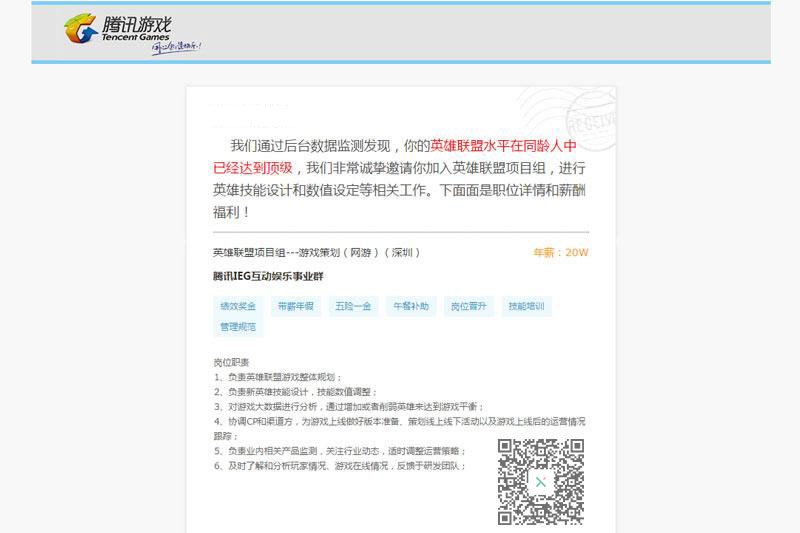 腾讯游戏
Tencent Games
用心创造快乐!
RECEIVE
我们通过后台数据监测发现，你的英雄联盟水平在同龄人中
已经达到顶级，我们非常诚挚邀请你加入英雄联盟项目组，进行
英雄技能设计和数值设定等相关工作。下面面是职位详情和薪酬
福利！
英雄联盟项目组---游戏策划（网游）（深圳） 年薪：20W
腾讯IEG互动娱乐事业群
绩效奖金 带薪年假 五险一金 午餐补助 岗位晋升 技能培训
管理规范
岗位职责
1、负责英雄联盟游戏整体规划；
2、负责新英雄技能设计，技能数值调整；
3、对游戏大数据进行分析，通过增加或者削弱英雄来达到游戏平衡；
4、协调CP和渠道方，为游戏上线做好版本准备、策划线上线下活动以及游戏上线后的运营情况
跟踪；
5、负责业内相关产品监测，关注行业动态，适时调整运营策略；
6、及时了解和分析玩家情况、游戏在线情况，反馈于研发团队；